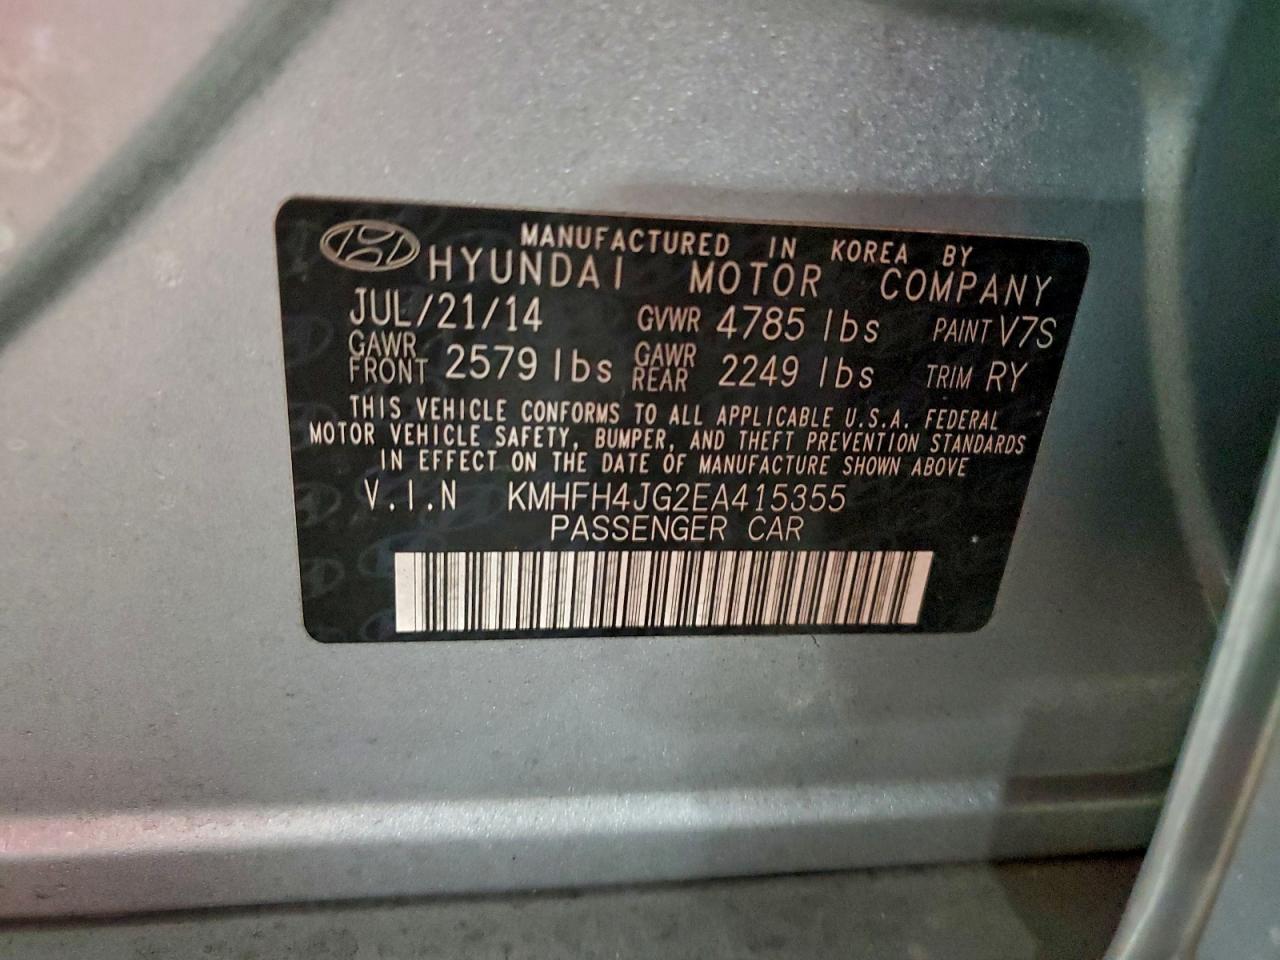 MANUFACTURED IN KOREA BY
HYUNDAI MOTOR COMPANY
JUL/21/14 GVWR 4785 lbs PAINT V7S
GAWR FRONT 2579 lbs GAWR REAR 2249 lbs TRIM RY
THIS VEHICLE CONFORMS TO ALL APPLICABLE U.S.A. FEDERAL
MOTOR VEHICLE SAFETY, BUMPER, AND THEFT PREVENTION STANDARDS
IN EFFECT ON THE DATE OF MANUFACTURE SHOWN ABOVE
V.I.N KMHFH4JG2EA415355
PASSENGER CAR